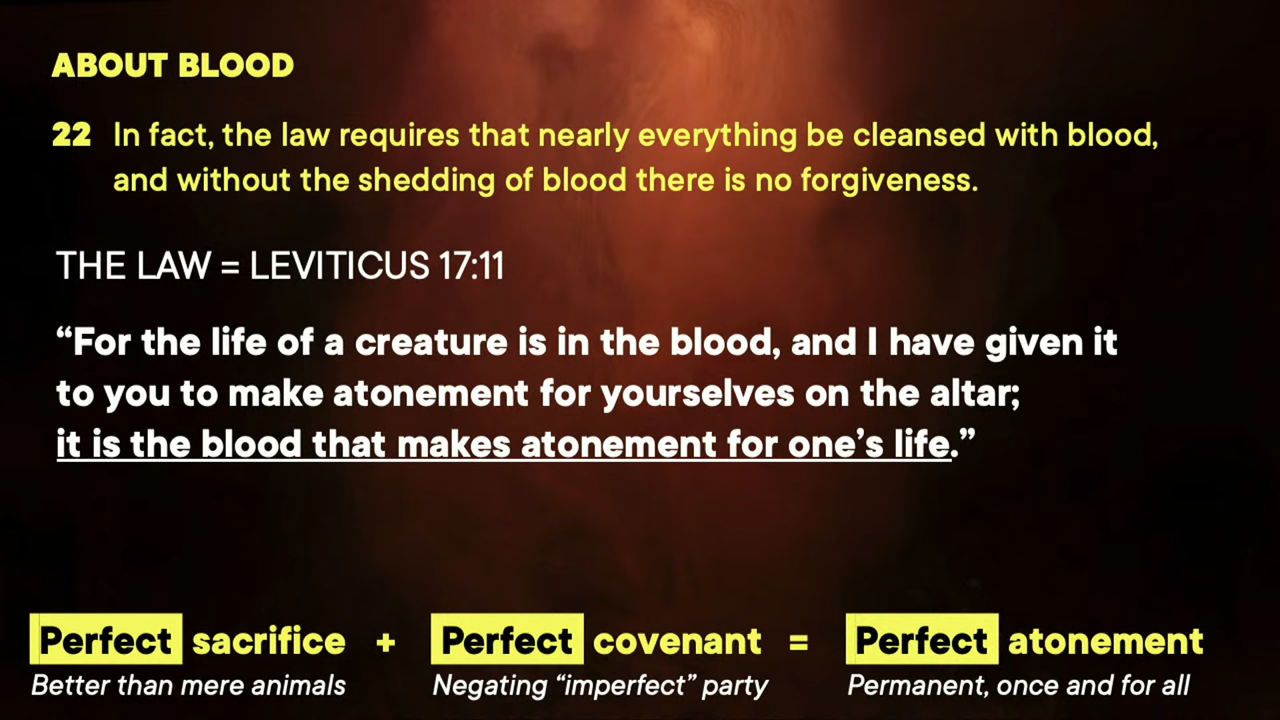 ABOUT BLOOD
22 In fact, the law requires that nearly everything be cleansed with blood,
and without the shedding of blood there is no forgiveness.
THE LAW = LEVITICUS 17:11
“For the life of a creature is in the blood, and I have given it
to you to make atonement for yourselves on the altar;
it is the blood that makes atonement for one’s life.”
Perfect sacrifice + Perfect covenant = Perfect atonement
Better than mere animals Negating “imperfect” party Permanent, once and for all